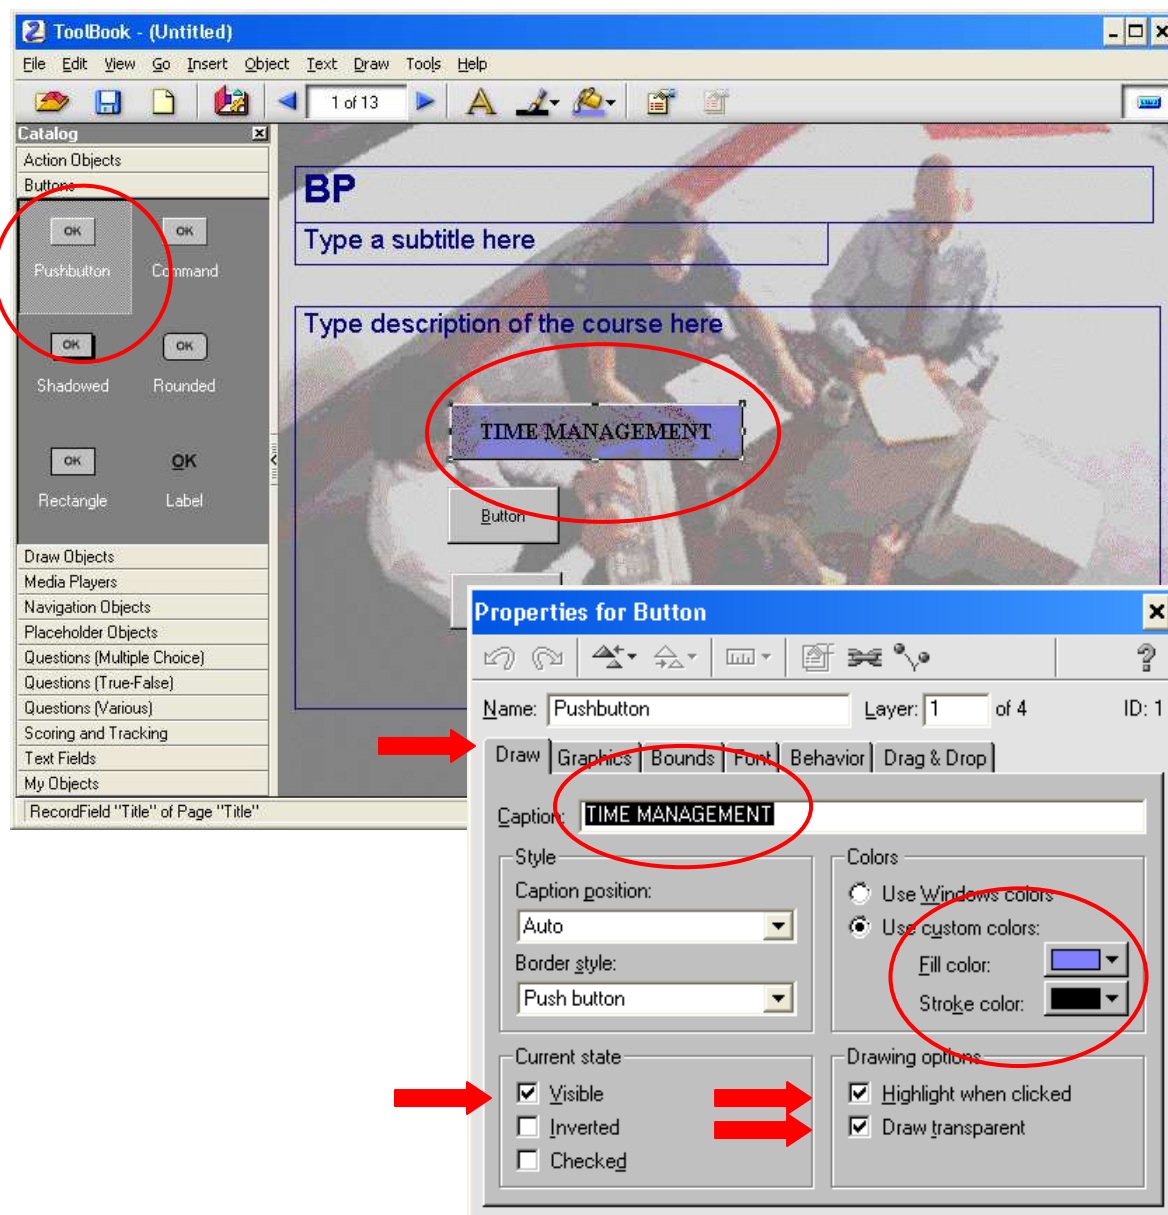 ToolBook - (Untitled)
File Edit View Go Insert Object Text Draw Tools Help
1 of 13
Catalog
Action Objects
Buttons
OK OK
Pushbutton Command
OK OK
Shadowed Rounded
OK OK
Rectangle Label
Draw Objects
Media Players
Navigation Objects
Placeholder Objects
Questions (Multiple Choice)
Questions (True-False)
Questions (Various)
Scoring and Tracking
Text Fields
My Objects
RecordField "Title" of Page "Title"
BP
Type a subtitle here
Type description of the course here
TIME MANAGEMENT
Button
Properties for Button
Name: Pushbutton Layer: 1 of 4 ID: 1
Draw Graphics Bounds Font Behavior Drag & Drop
Caption: TIME MANAGEMENT
Style
Caption position:
Auto
Border style:
Push button
Colors
Use Windows colors
Use custom colors:
Fill color:
Stroke color:
Current state
Visible
Inverted
Checked
Drawing options
Highlight when clicked
Draw transparent